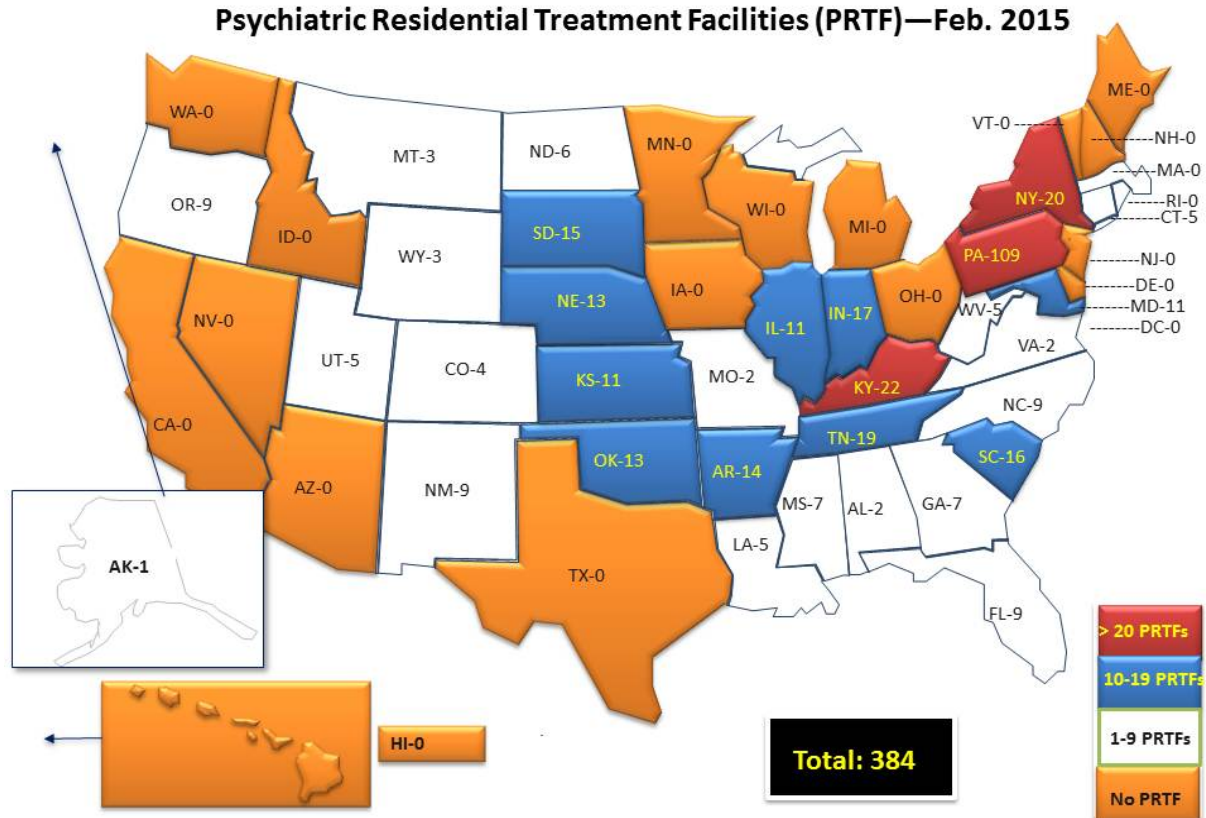 Psychiatric Residential Treatment Facilities (PRTF)—Feb. 2015
WA-0
MT-3
ND-6
MN-0
VT-0
ME-0
NH-0
MA-0
OR-9
ID-0
WY-3
SD-15
WI-0
MI-0
NY-20
RI-0
CT-5
PA-109
NJ-0
DE-0
MD-11
DC-0
NV-0
UT-5
CO-4
NE-13
IA-0
IL-11
IN-17
OH-0
WV-5
VA-2
CA-0
KS-11
MO-2
KY-22
NC-9
AZ-0
NM-9
OK-13
AR-14
TN-19
SC-16
TX-0
LA-5
MS-7
AL-2
GA-7
FL-9
AK-1
HI-0
Total: 384
> 20 PRTFs
10-19 PRTFs
1-9 PRTFs
No PRTF